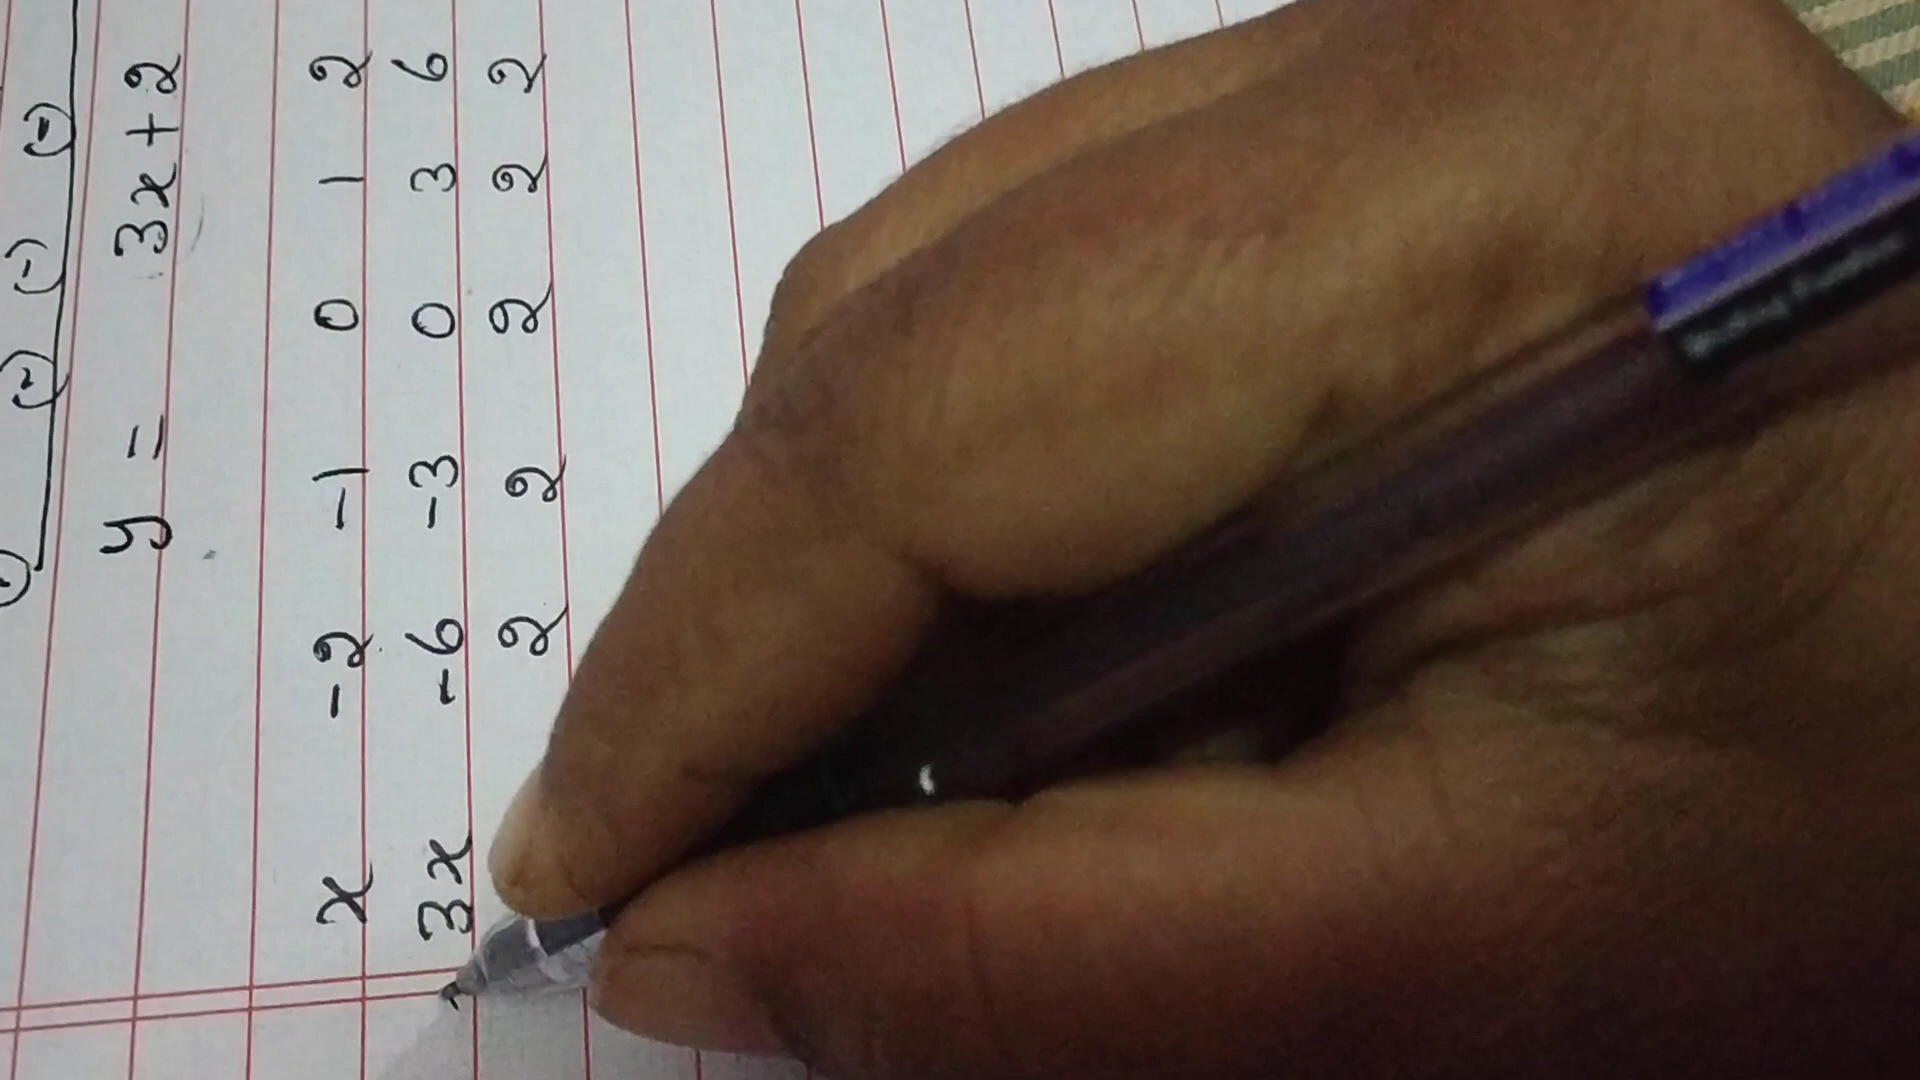 y = 3x + 2
x -2 -1 0 1 2
3x -6 -3 0 3 6
2 2 2 2 2